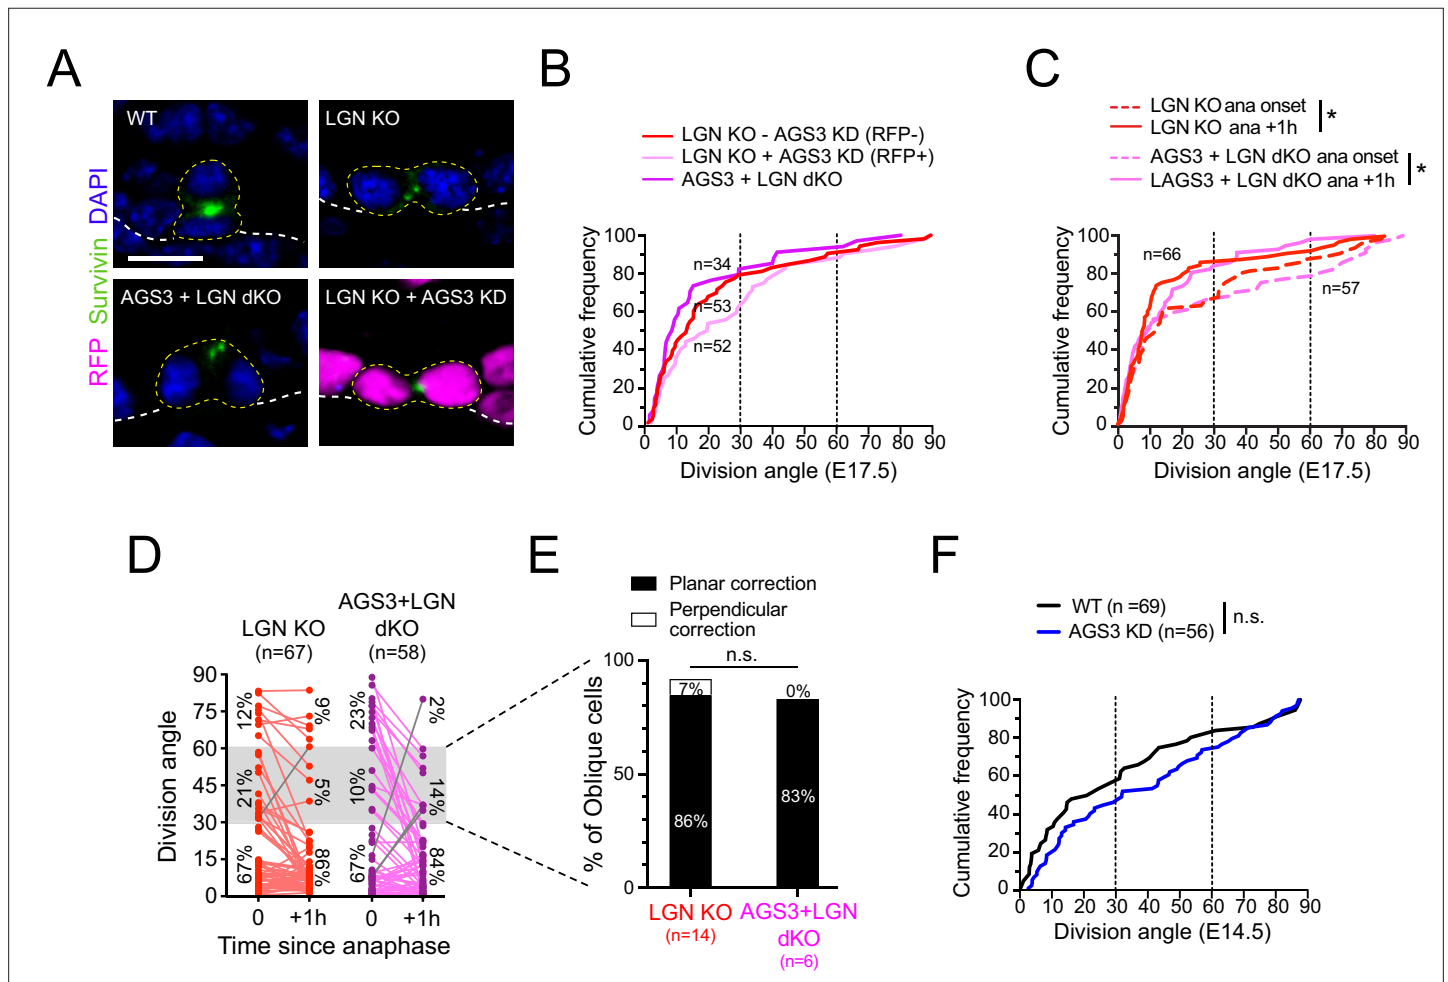 A
RFP Survivin DAPI
WT
LGN KO
AGS3 + LGN dKO
LGN KO + AGS3 KD
B
LGN KO - AGS3 KD (RFP-)
LGN KO + AGS3 KD (RFP+)
AGS3 + LGN dKO
Cumulative frequency
100
80
60
40
20
0
n=34
n=53
n=52
0 10 20 30 40 50 60 70 80 90
Division angle (E17.5)
C
LGN KO ana onset
LGN KO ana +1h
*
AGS3 + LGN dKO ana onset
LAGS3 + LGN dKO ana +1h
*
Cumulative frequency
100
80
60
40
20
0
n=66
n=57
0 10 20 30 40 50 60 70 80 90
Division angle (E17.5)
D
LGN KO
(n=67)
AGS3+LGN
dKO
(n=58)
Division angle
90
75
60
45
30
15
0
12%
21%
67%
9%
5%
86%
23%
10%
67%
2%
14%
84%
0 +1h 0 +1h
Time since anaphase
E
Planar correction
Perpendicular
correction
% of Oblique cells
100
50
0
n.s.
7%
86%
0%
83%
LGN KO
(n=14)
AGS3+LGN
dKO
(n=6)
F
WT (n =69)
AGS3 KD (n=56)
n.s.
Cumulative frequency
100
80
60
40
20
0
0 10 20 30 40 50 60 70 80 90
Division angle (E14.5)